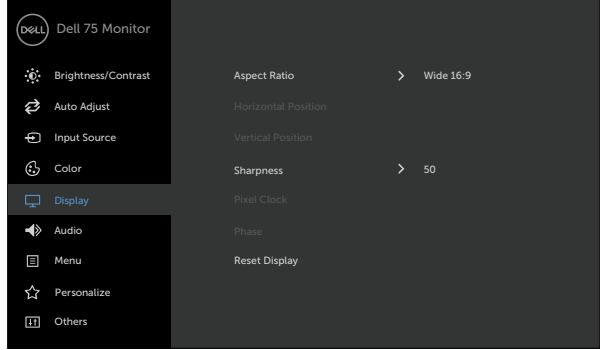 DELL Dell 75 Monitor
Brightness/Contrast
Auto Adjust
Input Source
Color
Display
Audio
Menu
Personalize
Others
Aspect Ratio > Wide 16:9
Horizontal Position
Vertical Position
Sharpness > 50
Pixel Clock
Phase
Reset Display